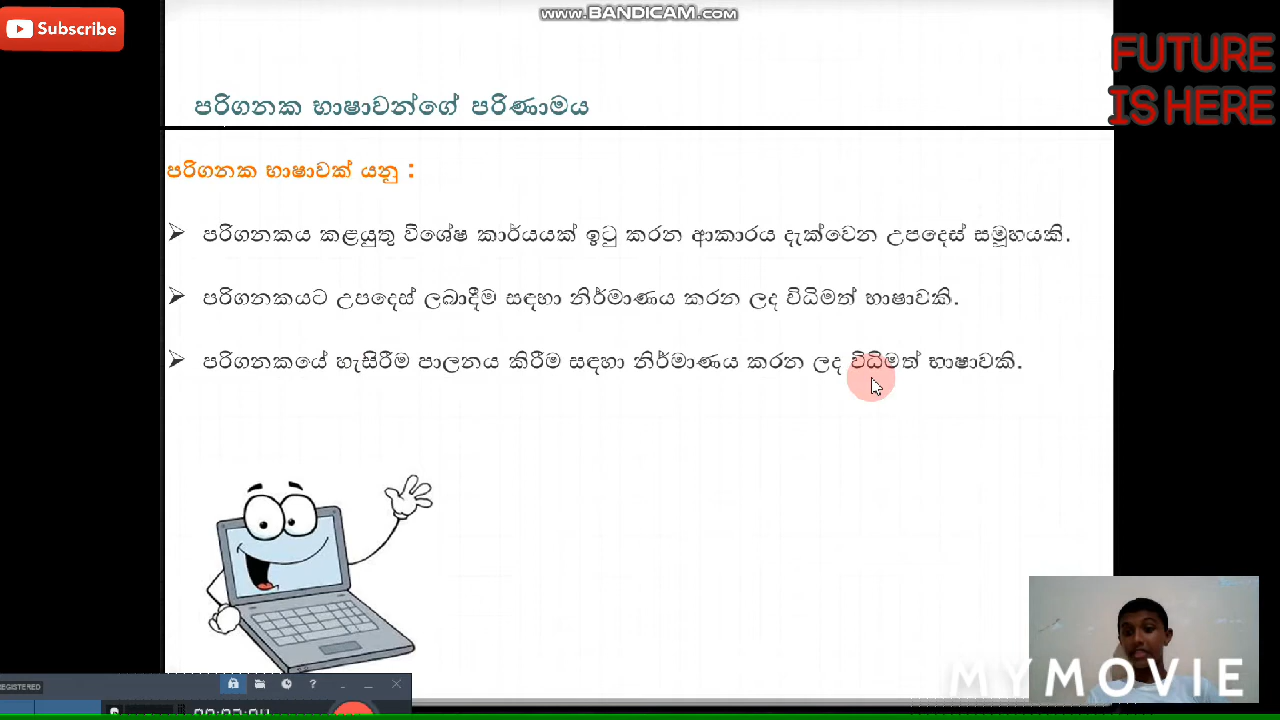 www.BANDICAM.com
Subscribe
FUTURE
IS HERE
පරිගනක භාෂාවන්ගේ පරිණාමය
පරිගනක භාෂාවක් යනු :
➢ පරිගනකය කළයුතු විශේෂ කාර්යයක් ඉටු කරන ආකාරය දැක්වෙන උපදෙස් සමූහයකි.
➢ පරිගනකයට උපදෙස් ලබාදීම සඳහා නිර්මාණය කරන ලද විධිමත් භාෂාවකි.
➢ පරිගනකයේ හැසිරීම පාලනය කිරීම සඳහා නිර්මාණය කරන ලද විධිමත් භාෂාවකි.
MYMOVIE